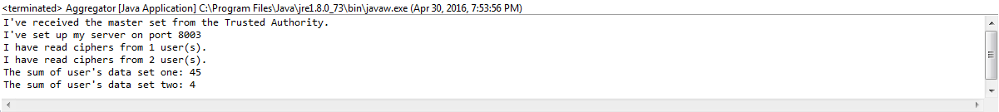 <terminated> Aggregator [Java Application] C:\Program Files\Java\jre1.8.0_73\bin\javaw.exe (Apr 30, 2016, 7:53:56 PM)
I've received the master set from the Trusted Authority.
I've set up my server on port 8003
I have read ciphers from 1 user(s).
I have read ciphers from 2 user(s).
The sum of user's data set one: 45
The sum of user's data set two: 4